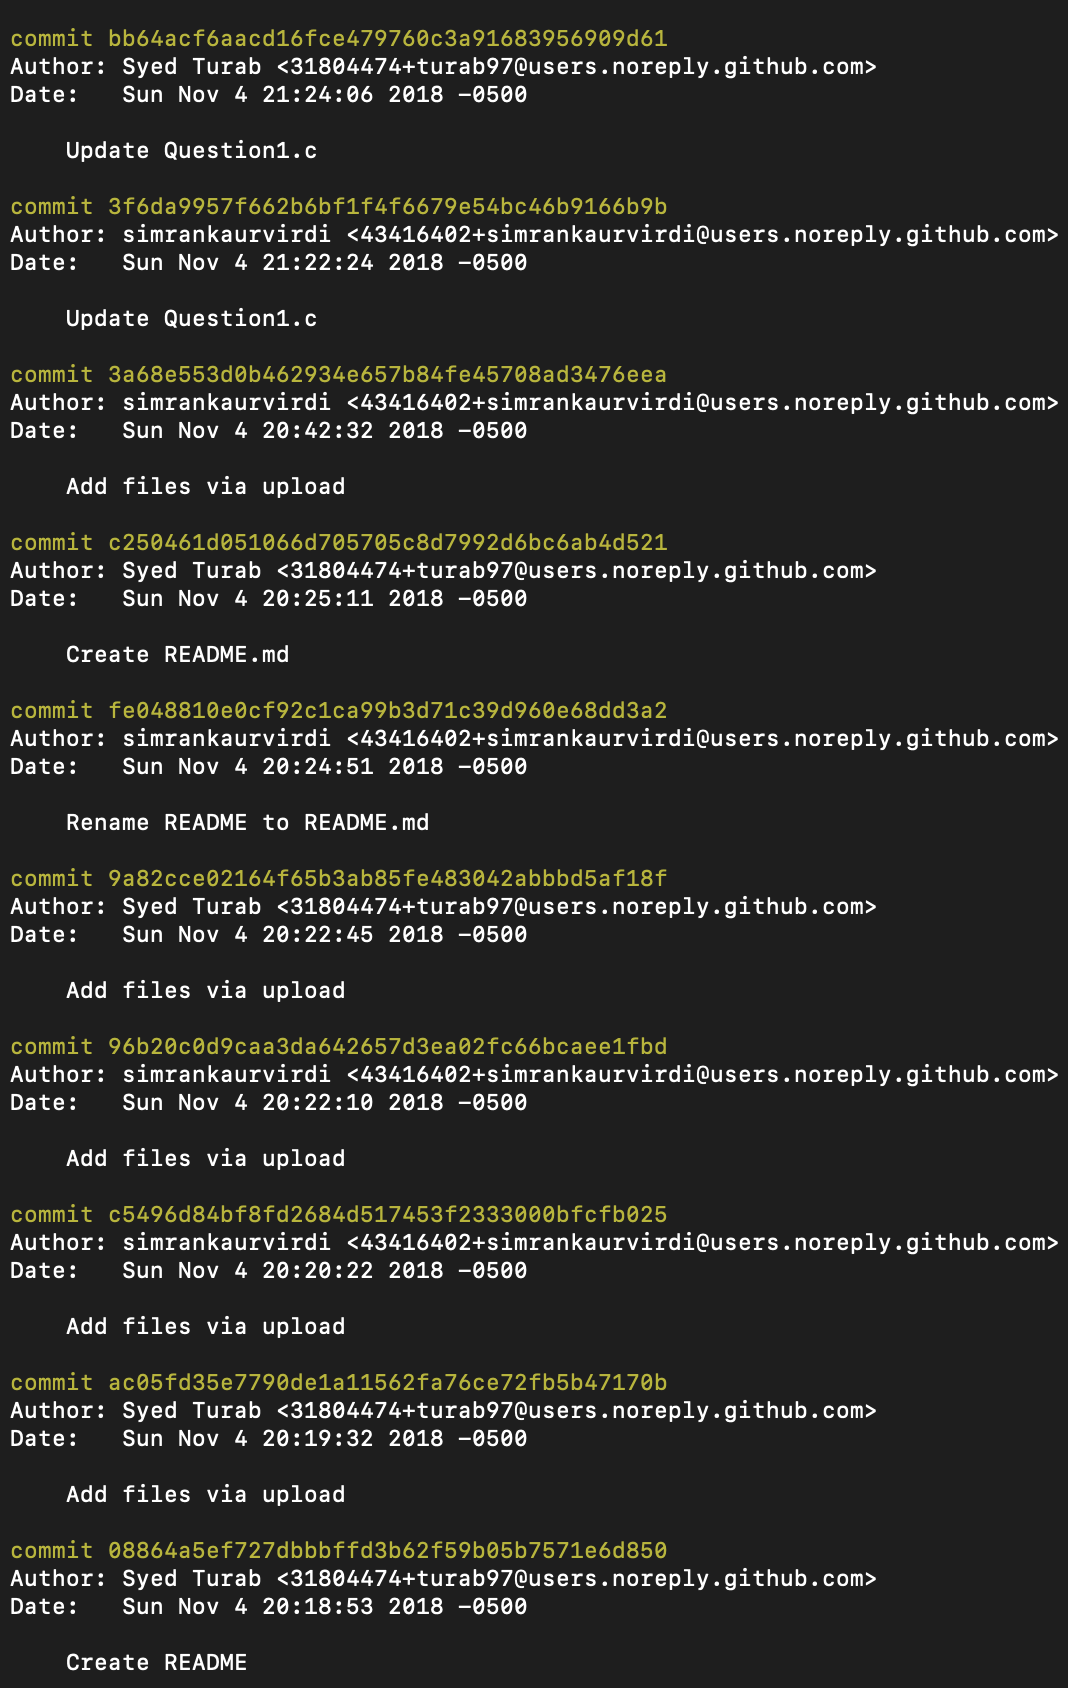 commit bb64acf6aacd16fce479760c3a91683956909d61
Author: Syed Turab <31804474+turab97@users.noreply.github.com>
Date:   Sun Nov 4 21:24:06 2018 -0500
Update Question1.c
commit 3f6da9957f662b6bf1f4f6679e54bc46b9166b9b
Author: simrankaurvirdi <43416402+simrankaurvirdi@users.noreply.github.com>
Date:   Sun Nov 4 21:22:24 2018 -0500
Update Question1.c
commit 3a68e553d0b462934e657b84fe45708ad3476eea
Author: simrankaurvirdi <43416402+simrankaurvirdi@users.noreply.github.com>
Date:   Sun Nov 4 20:42:32 2018 -0500
Add files via upload
commit c250461d051066d705705c8d7992d6bc6ab4d521
Author: Syed Turab <31804474+turab97@users.noreply.github.com>
Date:   Sun Nov 4 20:25:11 2018 -0500
Create README.md
commit fe048810e0cf92c1ca99b3d71c39d960e68dd3a2
Author: simrankaurvirdi <43416402+simrankaurvirdi@users.noreply.github.com>
Date:   Sun Nov 4 20:24:51 2018 -0500
Rename README to README.md
commit 9a82cce02164f65b3ab85fe483042abbbd5af18f
Author: Syed Turab <31804474+turab97@users.noreply.github.com>
Date:   Sun Nov 4 20:22:45 2018 -0500
Add files via upload
commit 96b20c0d9caa3da642657d3ea02fc66bcaee1fbd
Author: simrankaurvirdi <43416402+simrankaurvirdi@users.noreply.github.com>
Date:   Sun Nov 4 20:22:10 2018 -0500
Add files via upload
commit c5496d84bf8fd2684d517453f2333000bfcfb025
Author: simrankaurvirdi <43416402+simrankaurvirdi@users.noreply.github.com>
Date:   Sun Nov 4 20:20:22 2018 -0500
Add files via upload
commit ac05fd35e7790de1a11562fa76ce72fb5b47170b
Author: Syed Turab <31804474+turab97@users.noreply.github.com>
Date:   Sun Nov 4 20:19:32 2018 -0500
Add files via upload
commit 08864a5ef727dbbbffd3b62f59b05b7571e6d850
Author: Syed Turab <31804474+turab97@users.noreply.github.com>
Date:   Sun Nov 4 20:18:53 2018 -0500
Create README